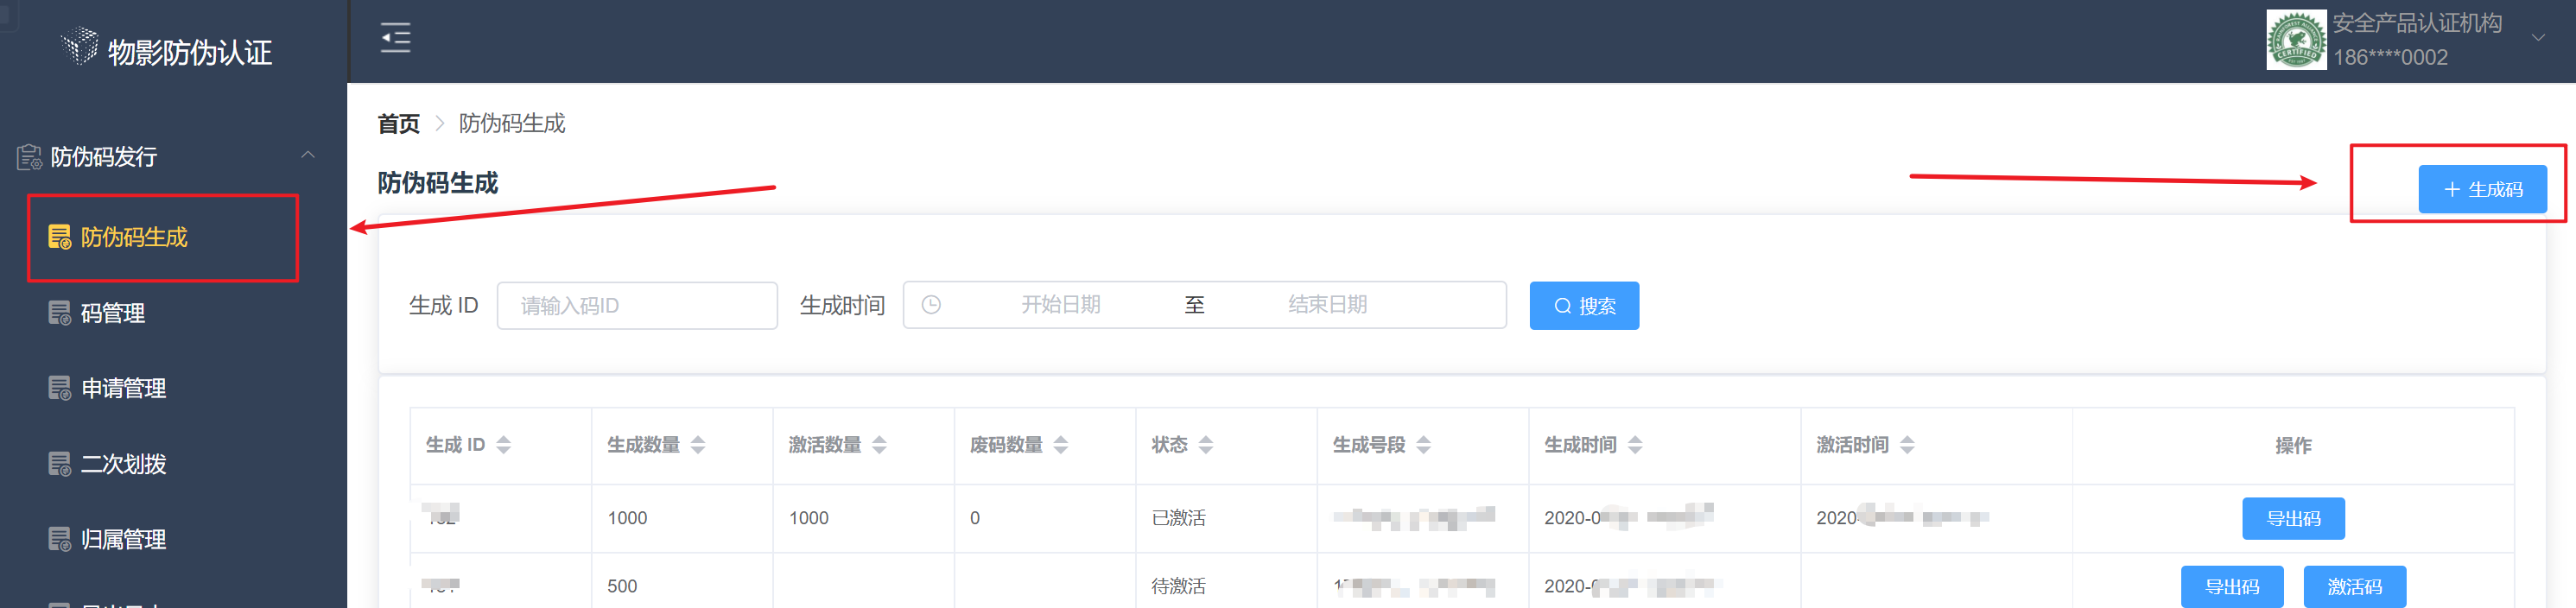 物影防伪认证
安全产品认证机构
186****0002
防伪码发行
防伪码生成
码管理
申请管理
二次划拨
归属管理
首页 > 防伪码生成
防伪码生成
+ 生成码
生成 ID 请输入码ID 生成时间 开始日期 至 结束日期 搜索
生成 ID 生成数量 激活数量 废码数量 状态 生成号段 生成时间 激活时间 操作
1000 1000 0 已激活 2020-0 2020 导出码
500 待激活 2020- 导出码 激活码